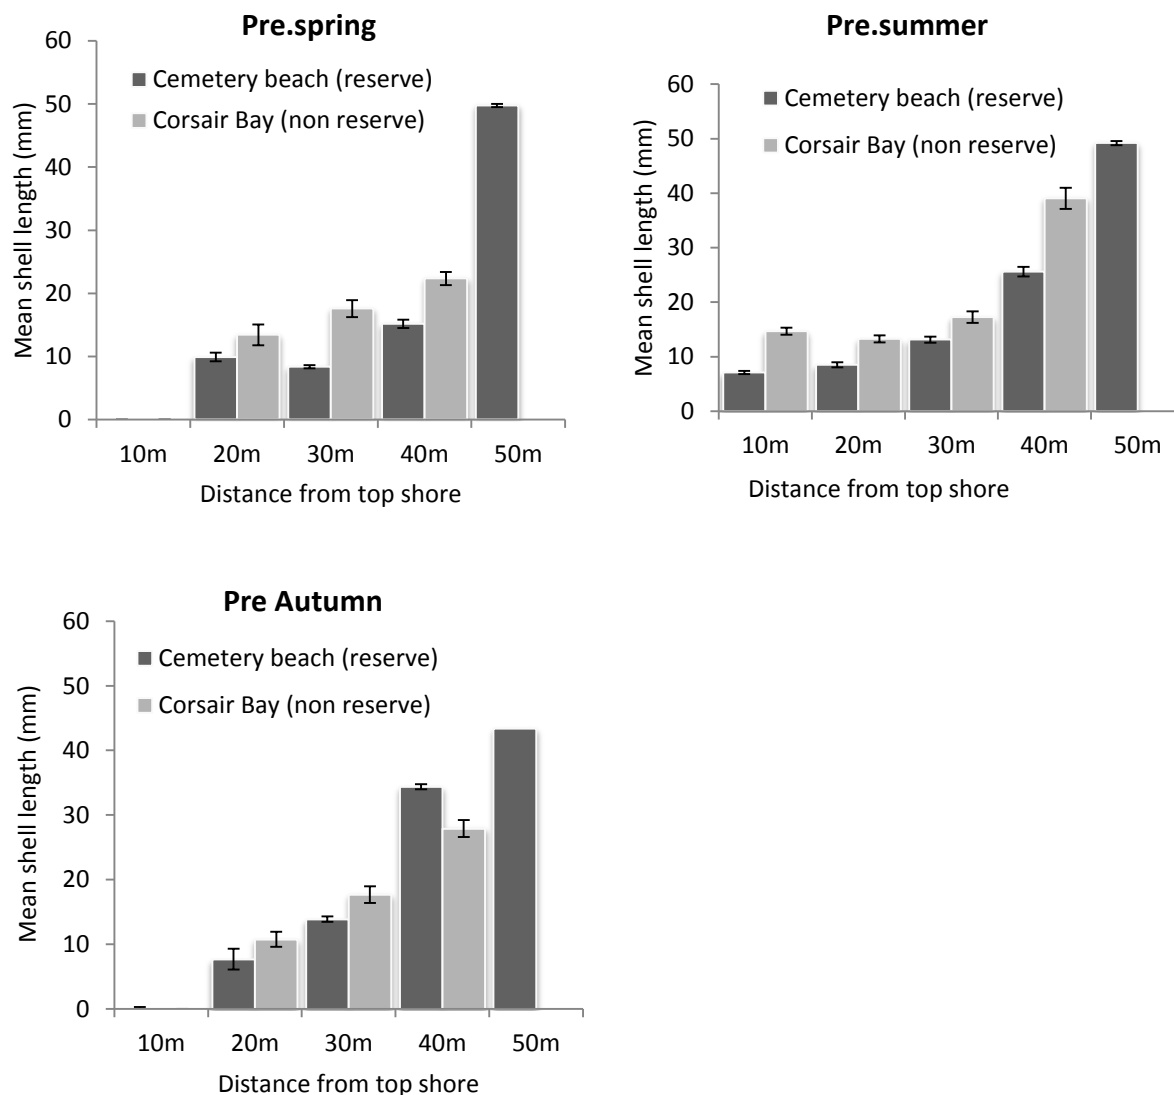 Pre.spring
60
50
40
30
20
10
0
Mean shell length (mm)
Cemetery beach (reserve)
Corsair Bay (non reserve)
10m 20m 30m 40m 50m
Distance from top shore
Pre.summer
60
50
40
30
20
10
0
Mean shell length (mm)
Cemetery beach (reserve)
Corsair Bay (non reserve)
10m 20m 30m 40m 50m
Distance from top shore
Pre Autumn
60
50
40
30
20
10
0
Mean shell length (mm)
Cemetery beach (reserve)
Corsair Bay (non reserve)
10m 20m 30m 40m 50m
Distance from top shore